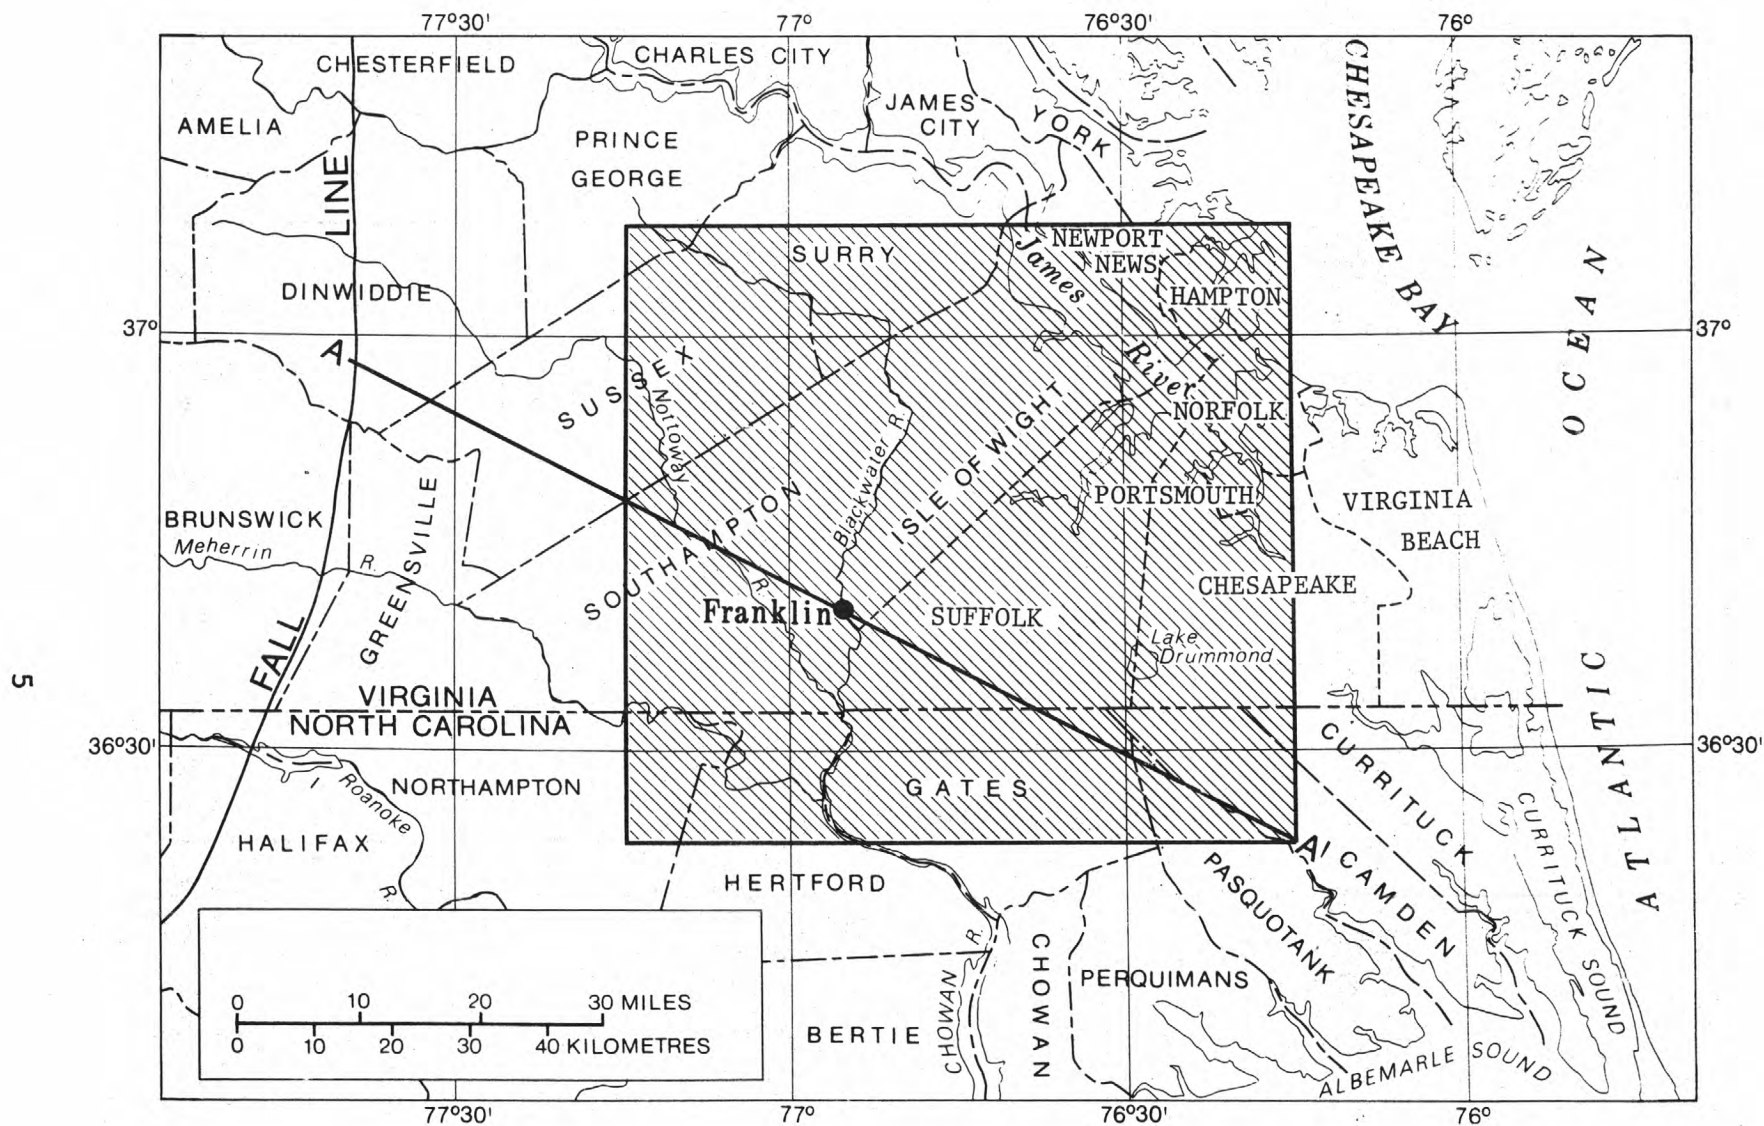 77°30' 77° 76°30' 76°
CHESTERFIELD
CHARLES CITY
AMELIA
JAMES
CITY
YORK
PRINCE
GEORGE
CHESAPEAKE BAY
LINE
SURRY
NEWPORT
NEWS
James
River
HAMPTON
DINWIDDIE
37° 37°
A
SUSSEX
Nottoway
R.
NORFOLK
ISLE OF WIGHT
Blackwater R.
PORTSMOUTH
VIRGINIA
BEACH
ATLANTIC OCEAN
BRUNSWICK
Meherrin R.
GREENSVILLE
SOUTHAMPTON
CHESAPEAKE
Franklin
SUFFOLK
Lake
Drummond
FALL
VIRGINIA
NORTH CAROLINA
36°30' 36°30'
NORTHAMPTON
Roanoke
R.
GATES
CURRITUCK
CURRITUCK SOUND
HALIFAX
A'
HERTFORD
PASQUOTANK
CAMDEN
CHOWAN
R.
CHOWAN
PERQUIMANS
BERTIE
ALBEMARLE SOUND
0 10 20 30 MILES
0 10 20 30 40 KILOMETRES
77°30' 77° 76°30' 76°
5